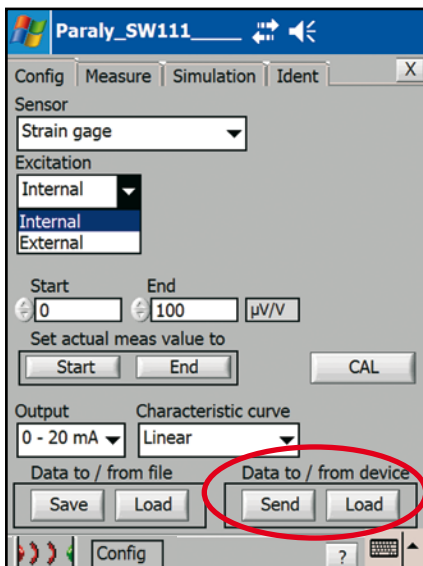 Paraly_SW111____
Config Measure Simulation Ident X
Sensor
Strain gage
Excitation
Internal
Internal
External
Start End
0 100 µV/V
Set actual meas value to
Start End CAL
Output Characteristic curve
0 - 20 mA Linear
Data to / from file Data to / from device
Save Load Send Load
Config ?